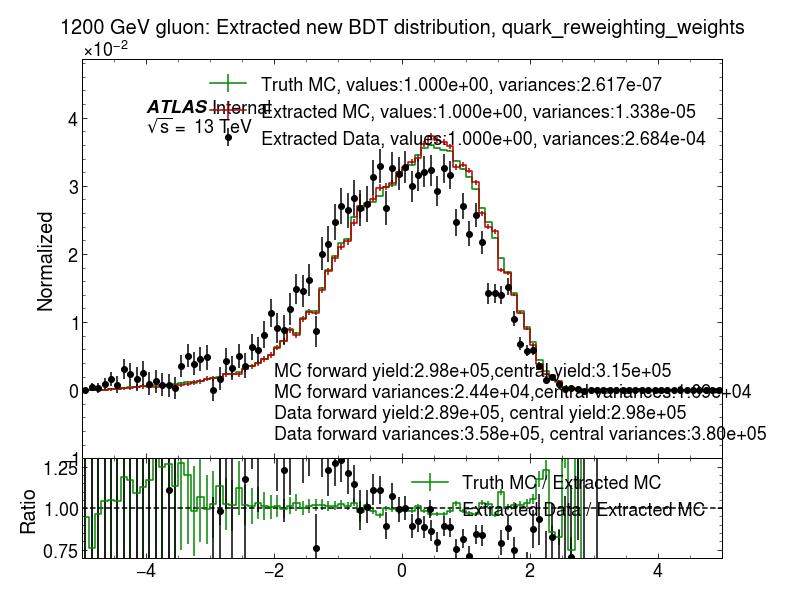 1200 GeV gluon: Extracted new BDT distribution, quark_reweighting_weights
×10⁻²
Truth MC, values:1.000e+00, variances:2.617e-07
ATLAS Internal
Extracted MC, values:1.000e+00, variances:1.338e-05
√s = 13 TeV
Extracted Data, values:1.000e+00, variances:2.684e-04
4
3
2
1
0
Normalized
MC forward yield:2.98e+05,central yield:3.15e+05
MC forward variances:2.44e+04,central variances:1.69e+04
Data forward yield:2.89e+05, central yield:2.98e+05
Data forward variances:3.58e+05, central variances:3.80e+05
1.25
1.00
0.75
Ratio
Truth MC / Extracted MC
Extracted Data / Extracted MC
−4
−2
0
2
4